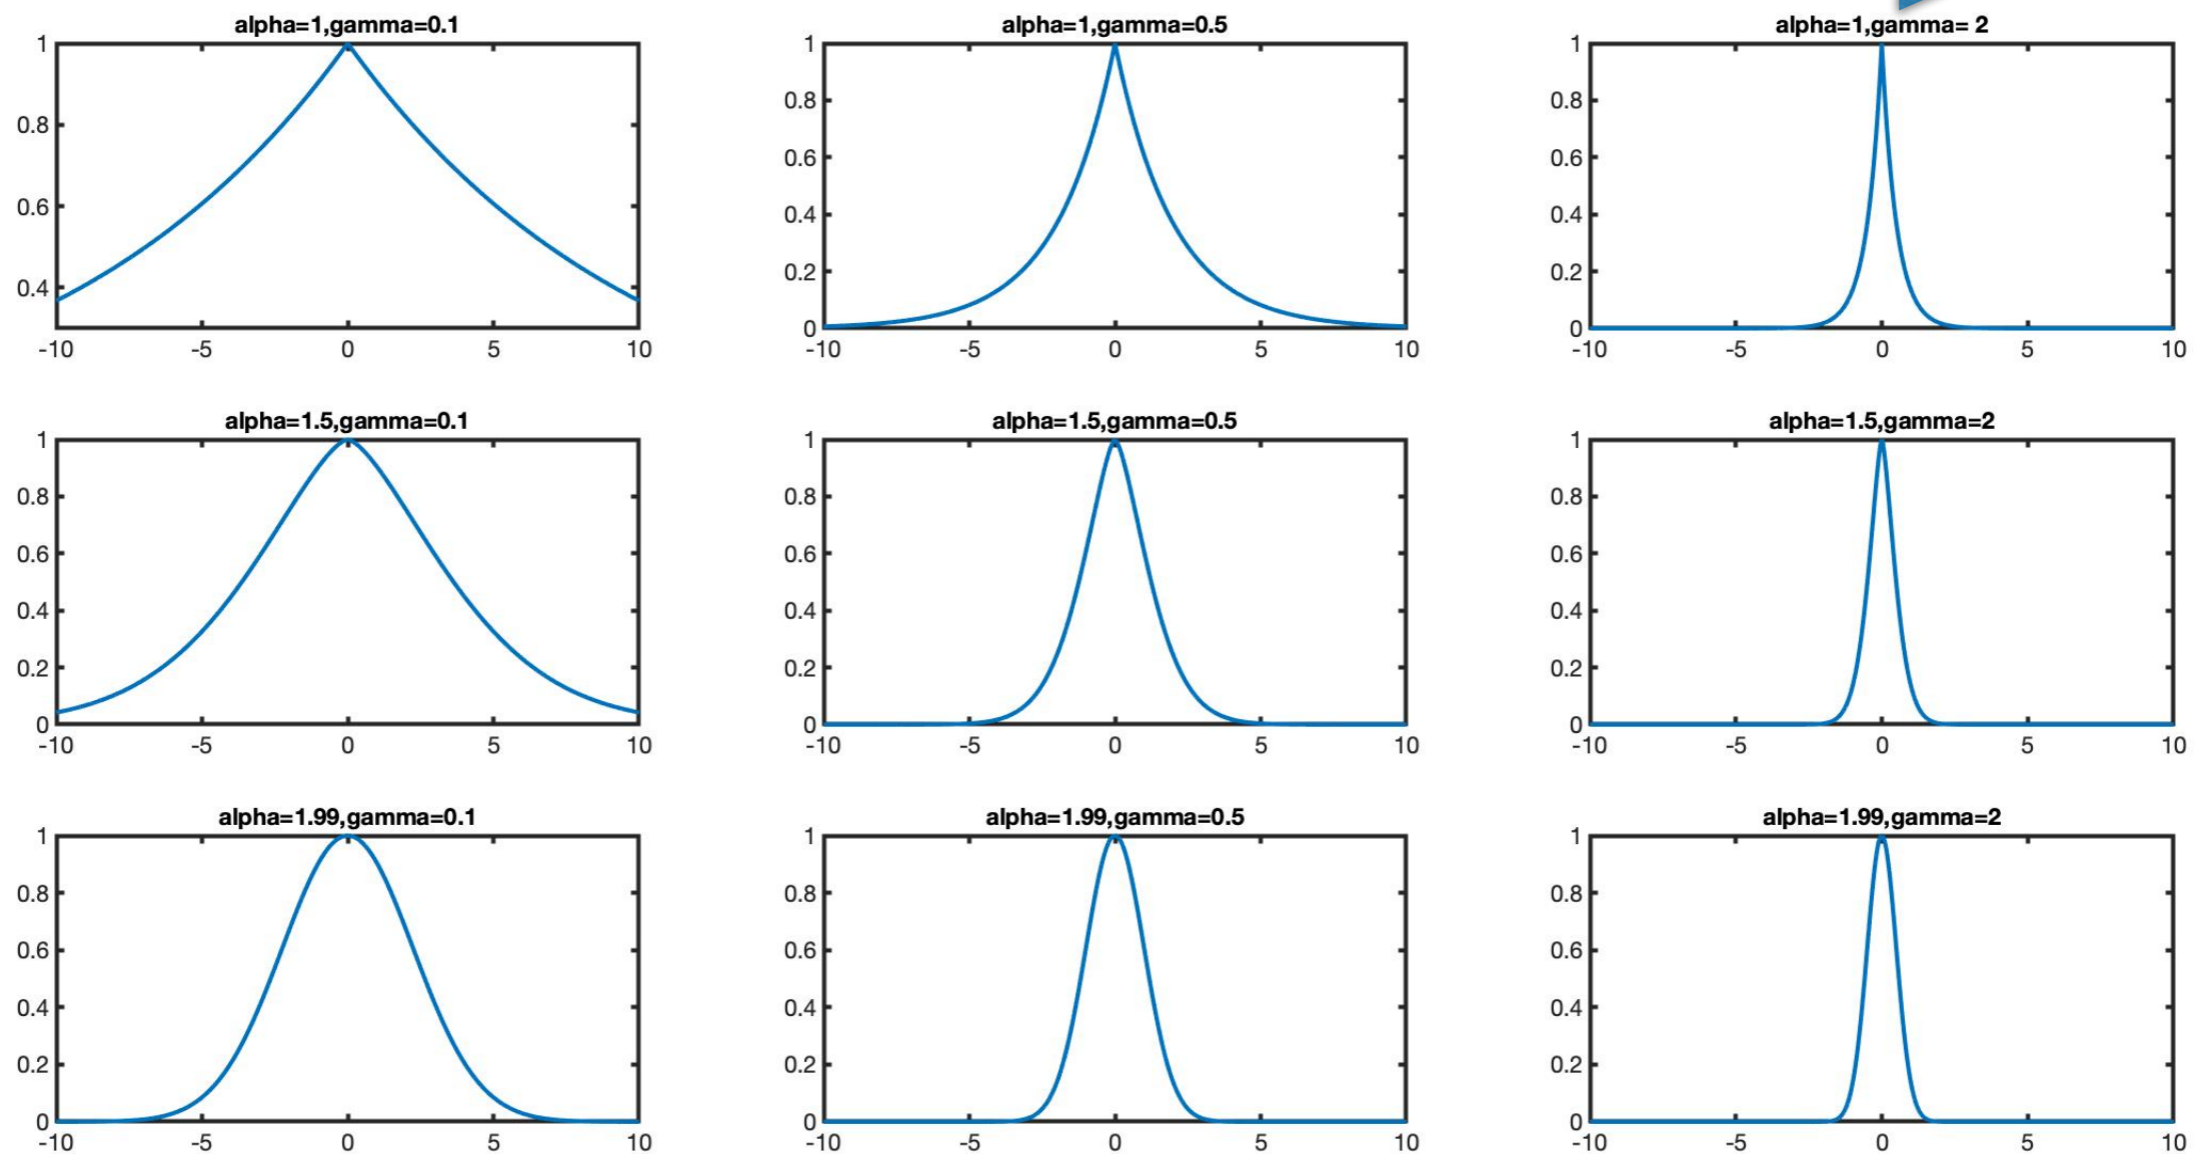 alpha=1,gamma=0.1
1
0.8
0.6
0.4
-10 -5 0 5 10
alpha=1,gamma=0.5
1
0.8
0.6
0.4
0.2
0
-10 -5 0 5 10
alpha=1,gamma= 2
1
0.8
0.6
0.4
0.2
0
-10 -5 0 5 10
alpha=1.5,gamma=0.1
1
0.8
0.6
0.4
0.2
0
-10 -5 0 5 10
alpha=1.5,gamma=0.5
1
0.8
0.6
0.4
0.2
0
-10 -5 0 5 10
alpha=1.5,gamma=2
1
0.8
0.6
0.4
0.2
0
-10 -5 0 5 10
alpha=1.99,gamma=0.1
1
0.8
0.6
0.4
0.2
0
-10 -5 0 5 10
alpha=1.99,gamma=0.5
1
0.8
0.6
0.4
0.2
0
-10 -5 0 5 10
alpha=1.99,gamma=2
1
0.8
0.6
0.4
0.2
0
-10 -5 0 5 10